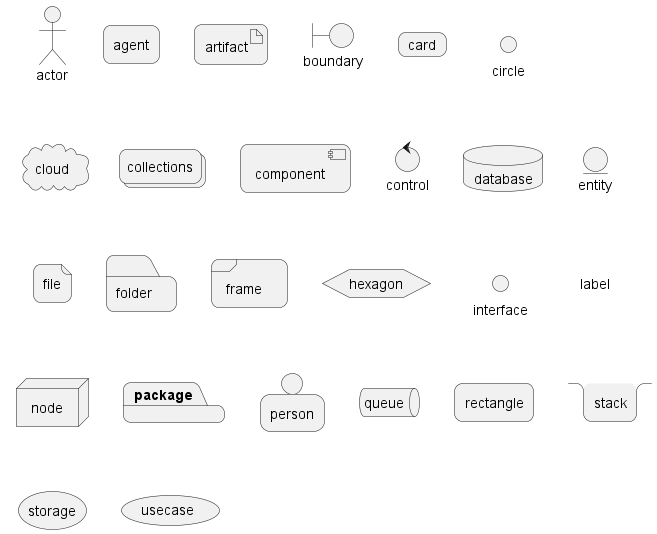 actor
agent
artifact
boundary
card
circle
cloud
collections
component
control
database
entity
file
folder
frame
hexagon
interface
label
node
package
person
queue
rectangle
stack
storage
usecase